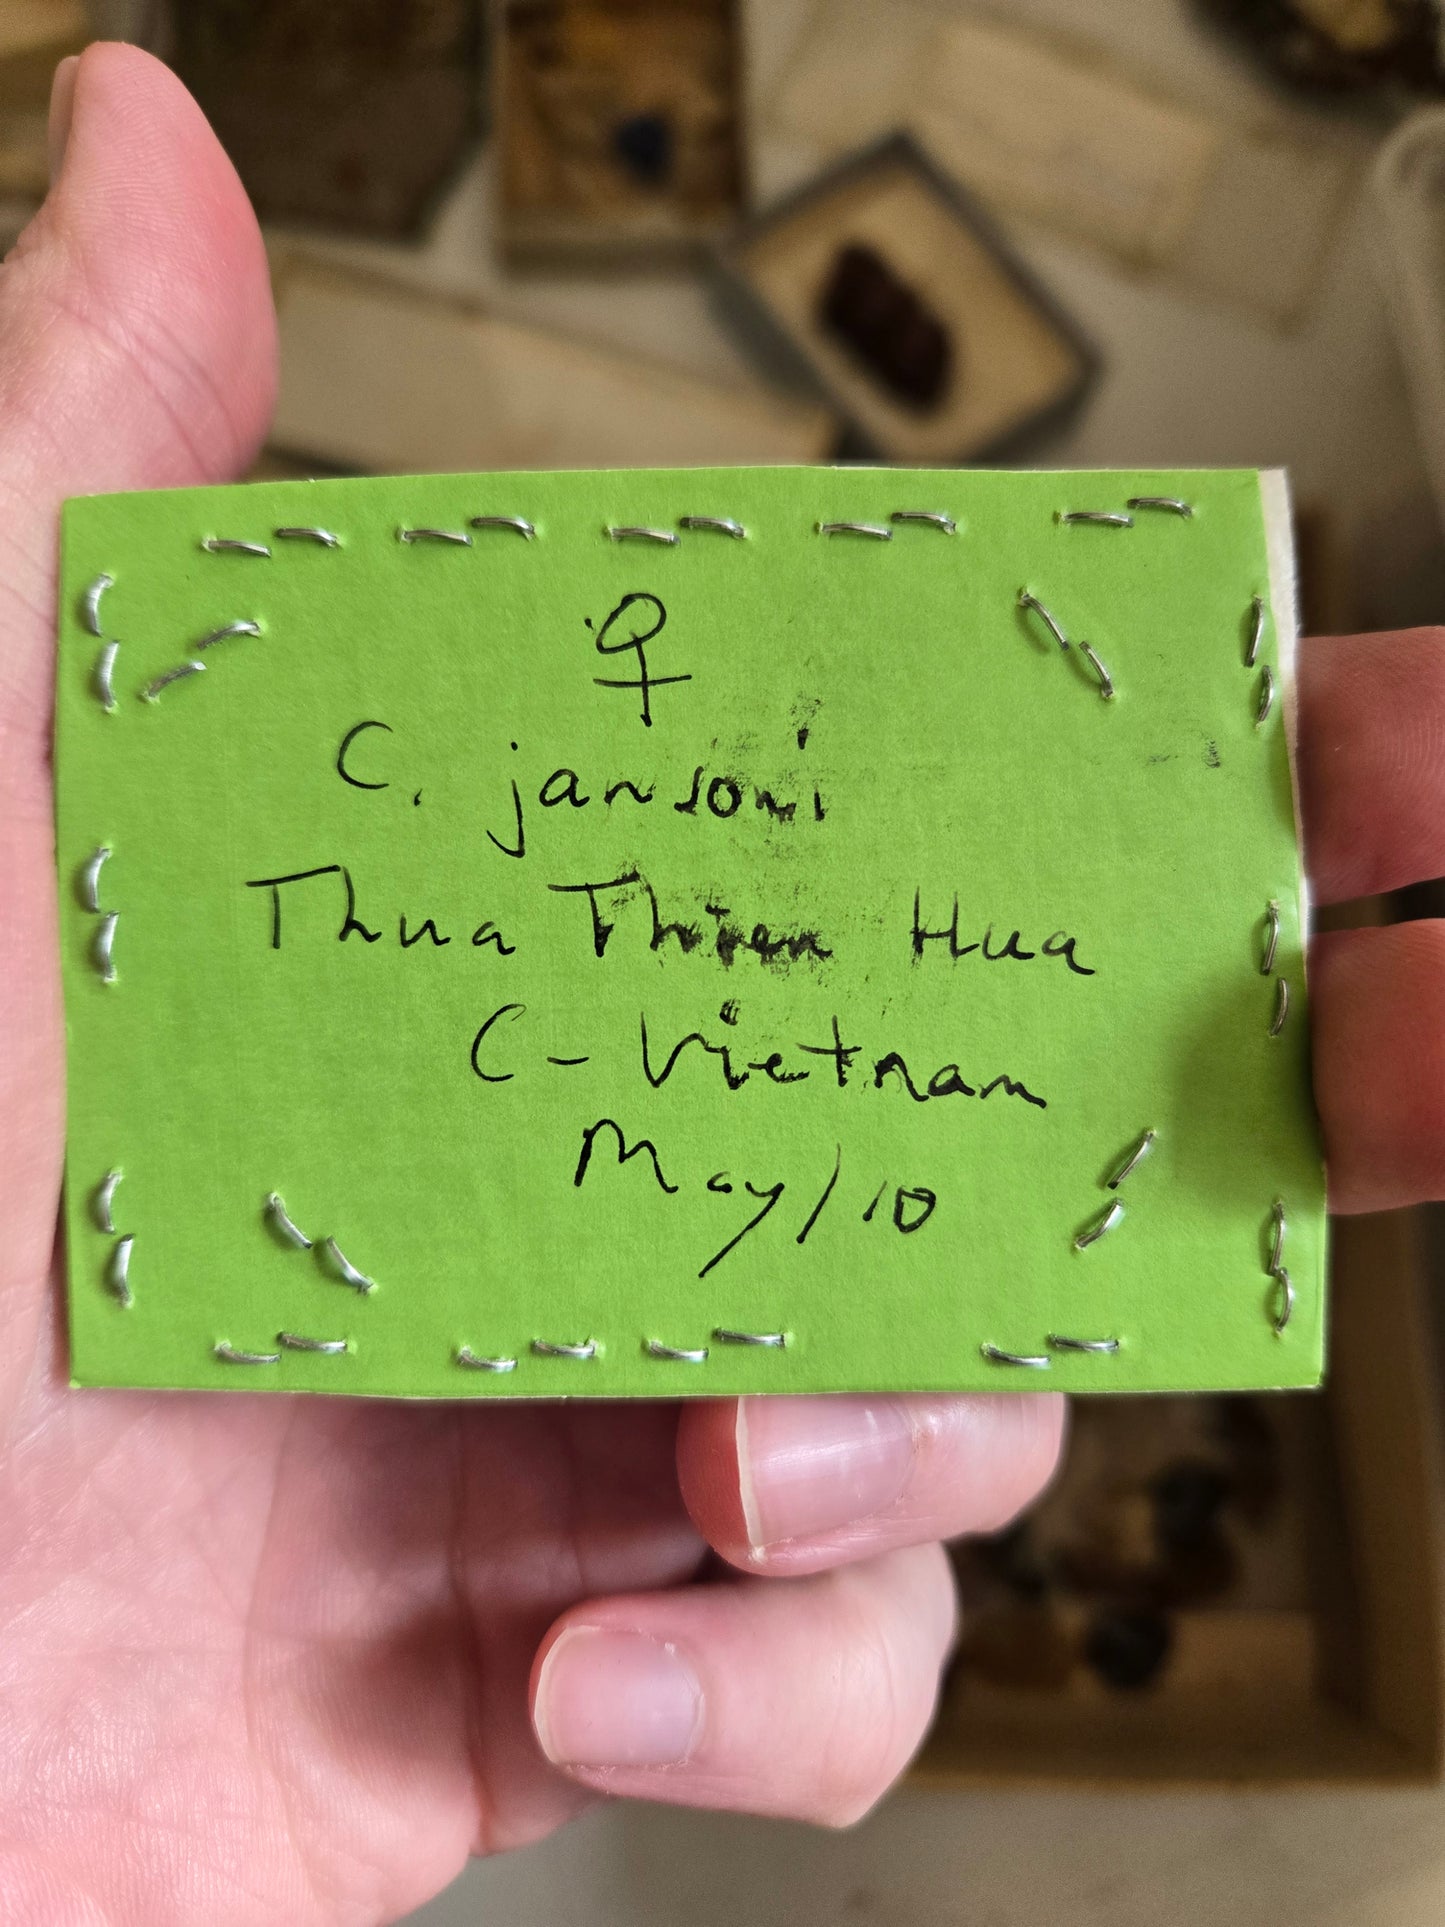 ♀
C. jansoni
Thua Thien Hua
C-Vietnam
May/10